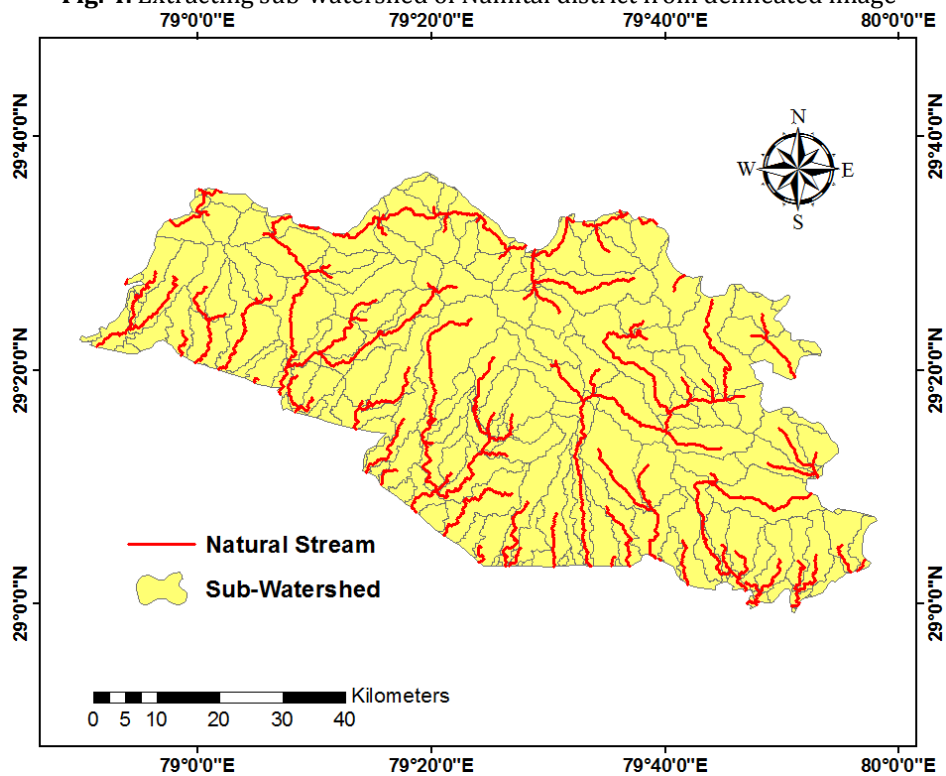 Fig. 4. Extracting sub-watershed of Nainital district from delineated image
79°0'0"E 79°20'0"E 79°40'0"E 80°0'0"E
29°40'0"N
29°20'0"N
29°0'0"N
N
W E
S
29°40'0"N
29°20'0"N
29°0'0"N
Natural Stream
Sub-Watershed
Kilometers
0 5 10 20 30 40
79°0'0"E 79°20'0"E 79°40'0"E 80°0'0"E